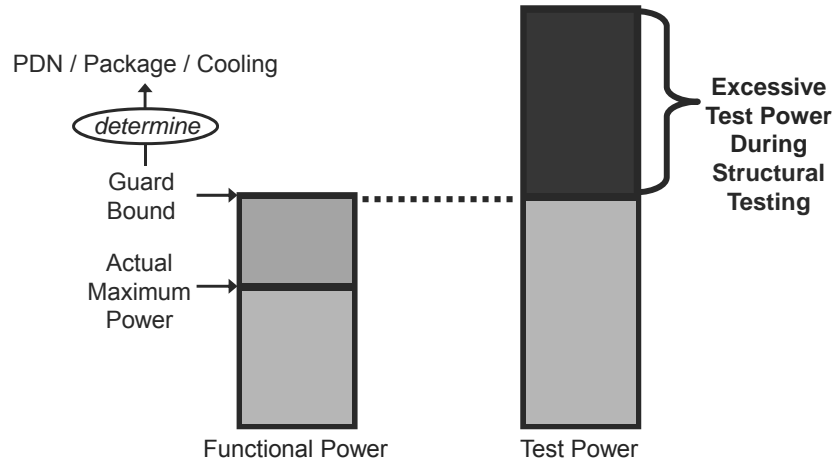 PDN / Package / Cooling
determine
Guard
Bound
Actual
Maximum
Power
Excessive
Test Power
During
Structural
Testing
Functional Power
Test Power